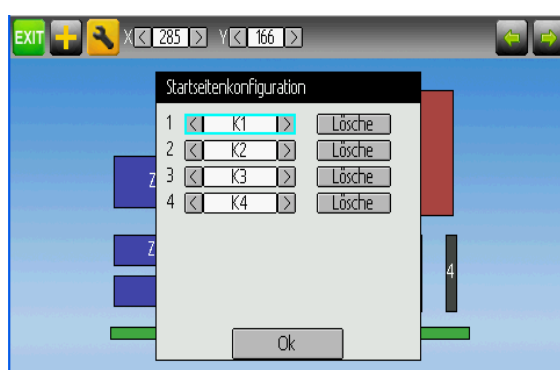 EXIT X < 285 > Y < 166 >
Startseitenkonfiguration
1 < K1 > Lösche
2 < K2 > Lösche
3 < K3 > Lösche
4 < K4 > Lösche
Z
Z
4
Ok